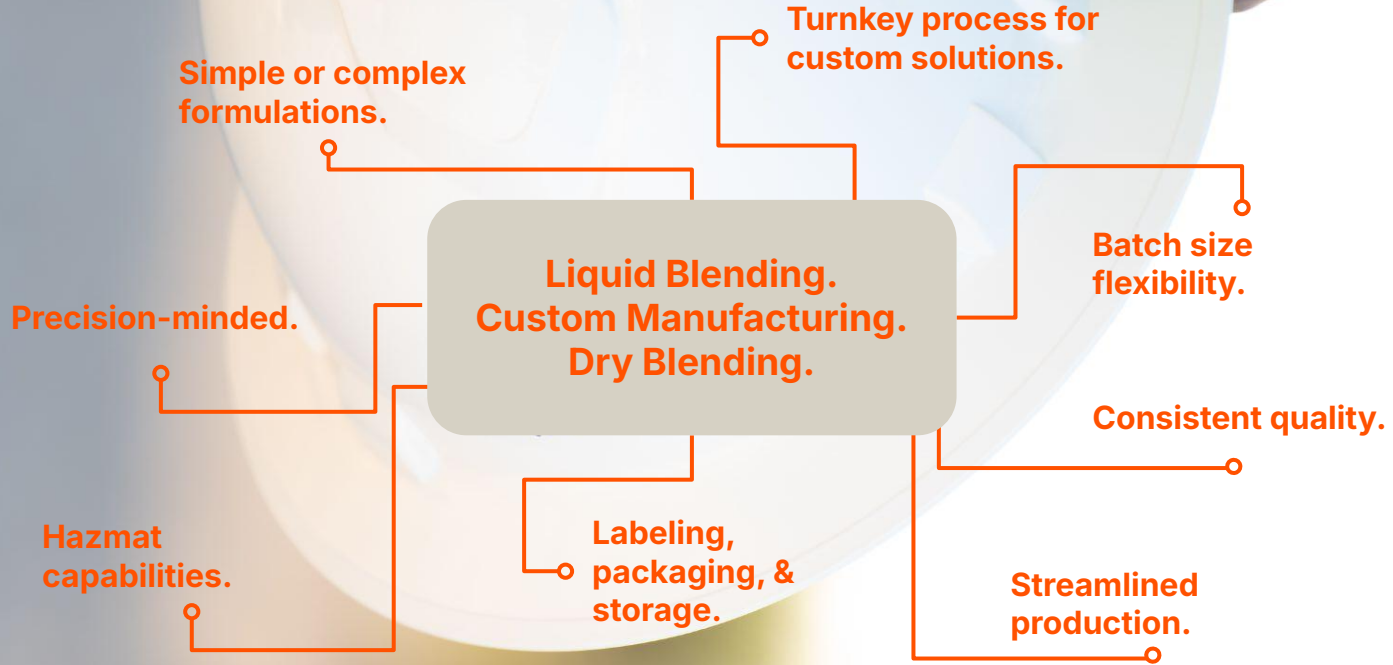 Turnkey process for
custom solutions.
Simple or complex
formulations.
Batch size
flexibility.
Liquid Blending.
Custom Manufacturing.
Dry Blending.
Precision-minded.
Consistent quality.
Hazmat
capabilities.
Labeling,
packaging, &
storage.
Streamlined
production.